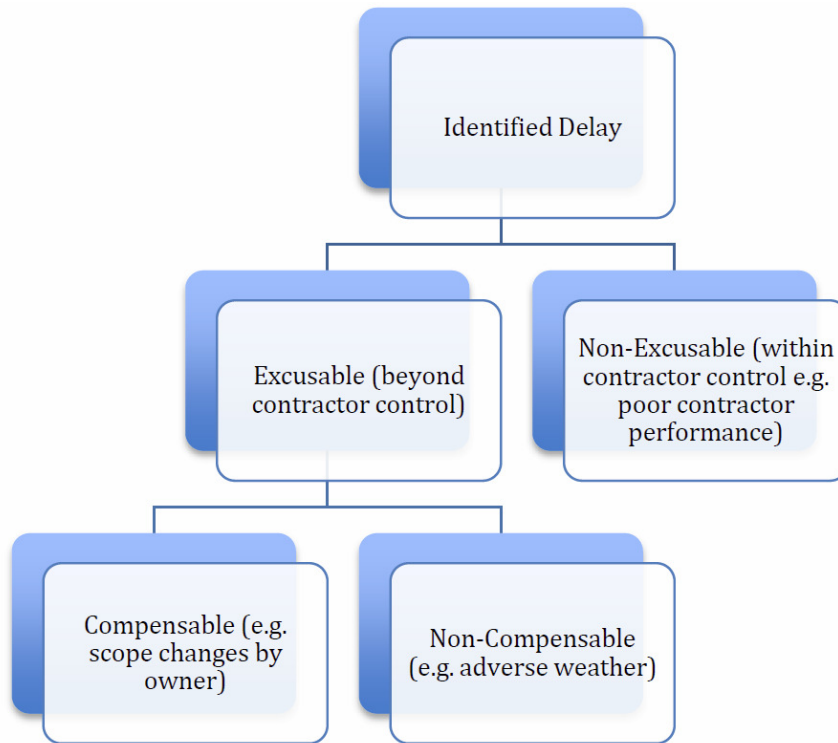 Identified Delay
Excusable (beyond
contractor control)
Non-Excusable (within
contractor control e.g.
poor contractor
performance)
Compensable (e.g.
scope changes by
owner)
Non-Compensable
(e.g. adverse weather)